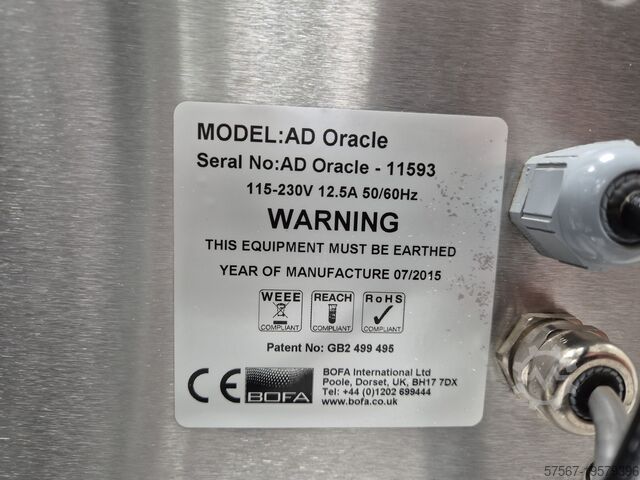 MODEL:AD Oracle
Seral No:AD Oracle - 11593
115-230V 12.5A 50/60Hz
WARNING
THIS EQUIPMENT MUST BE EARTHED
YEAR OF MANUFACTURE 07/2015
WEEE REACH RoHS
COMPLIANT COMPLIANT COMPLIANT
Patent No: GB2 499 495
CE BOFA
BOFA International Ltd
Poole, Dorset, UK, BH17 7DX
Tel: +44 (0)1202 699444
www.bofa.co.uk